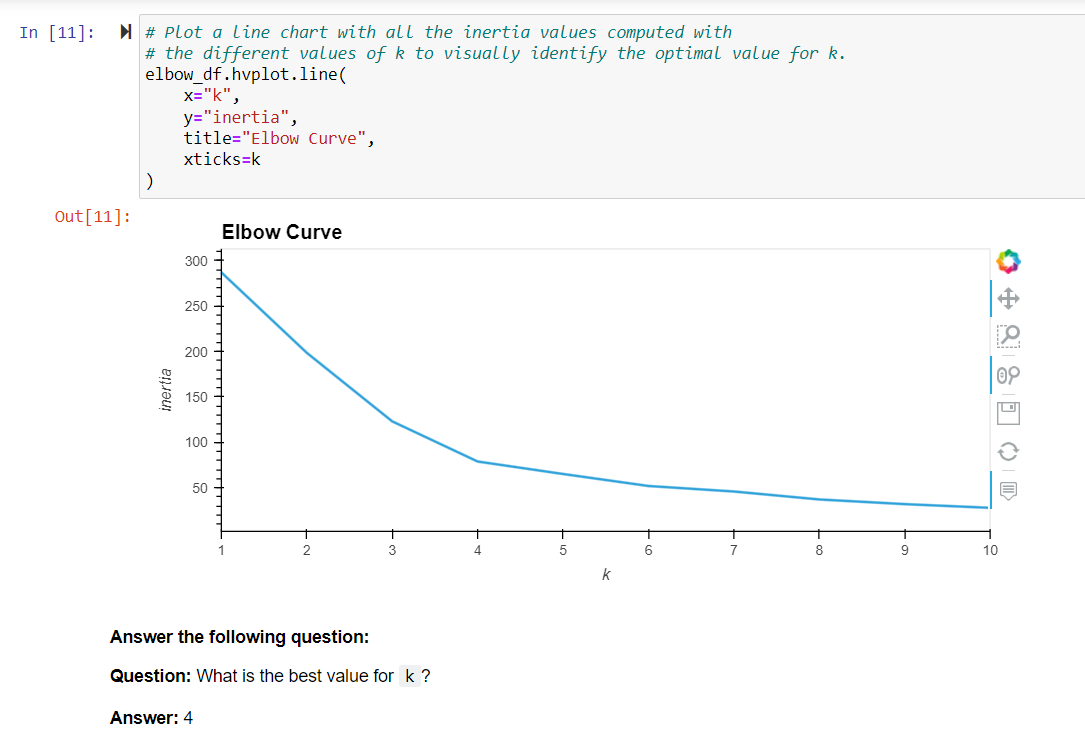 In [11]:
# Plot a line chart with all the inertia values computed with
# the different values of k to visually identify the optimal value for k.
elbow_df.hvplot.line(
    x="k",
    y="inertia",
    title="Elbow Curve",
    xticks=k
)
Out[11]:
Elbow Curve
300
250
200
150
100
50
inertia
1 2 3 4 5 6 7 8 9 10
k
Answer the following question:
Question: What is the best value for k ?
Answer: 4